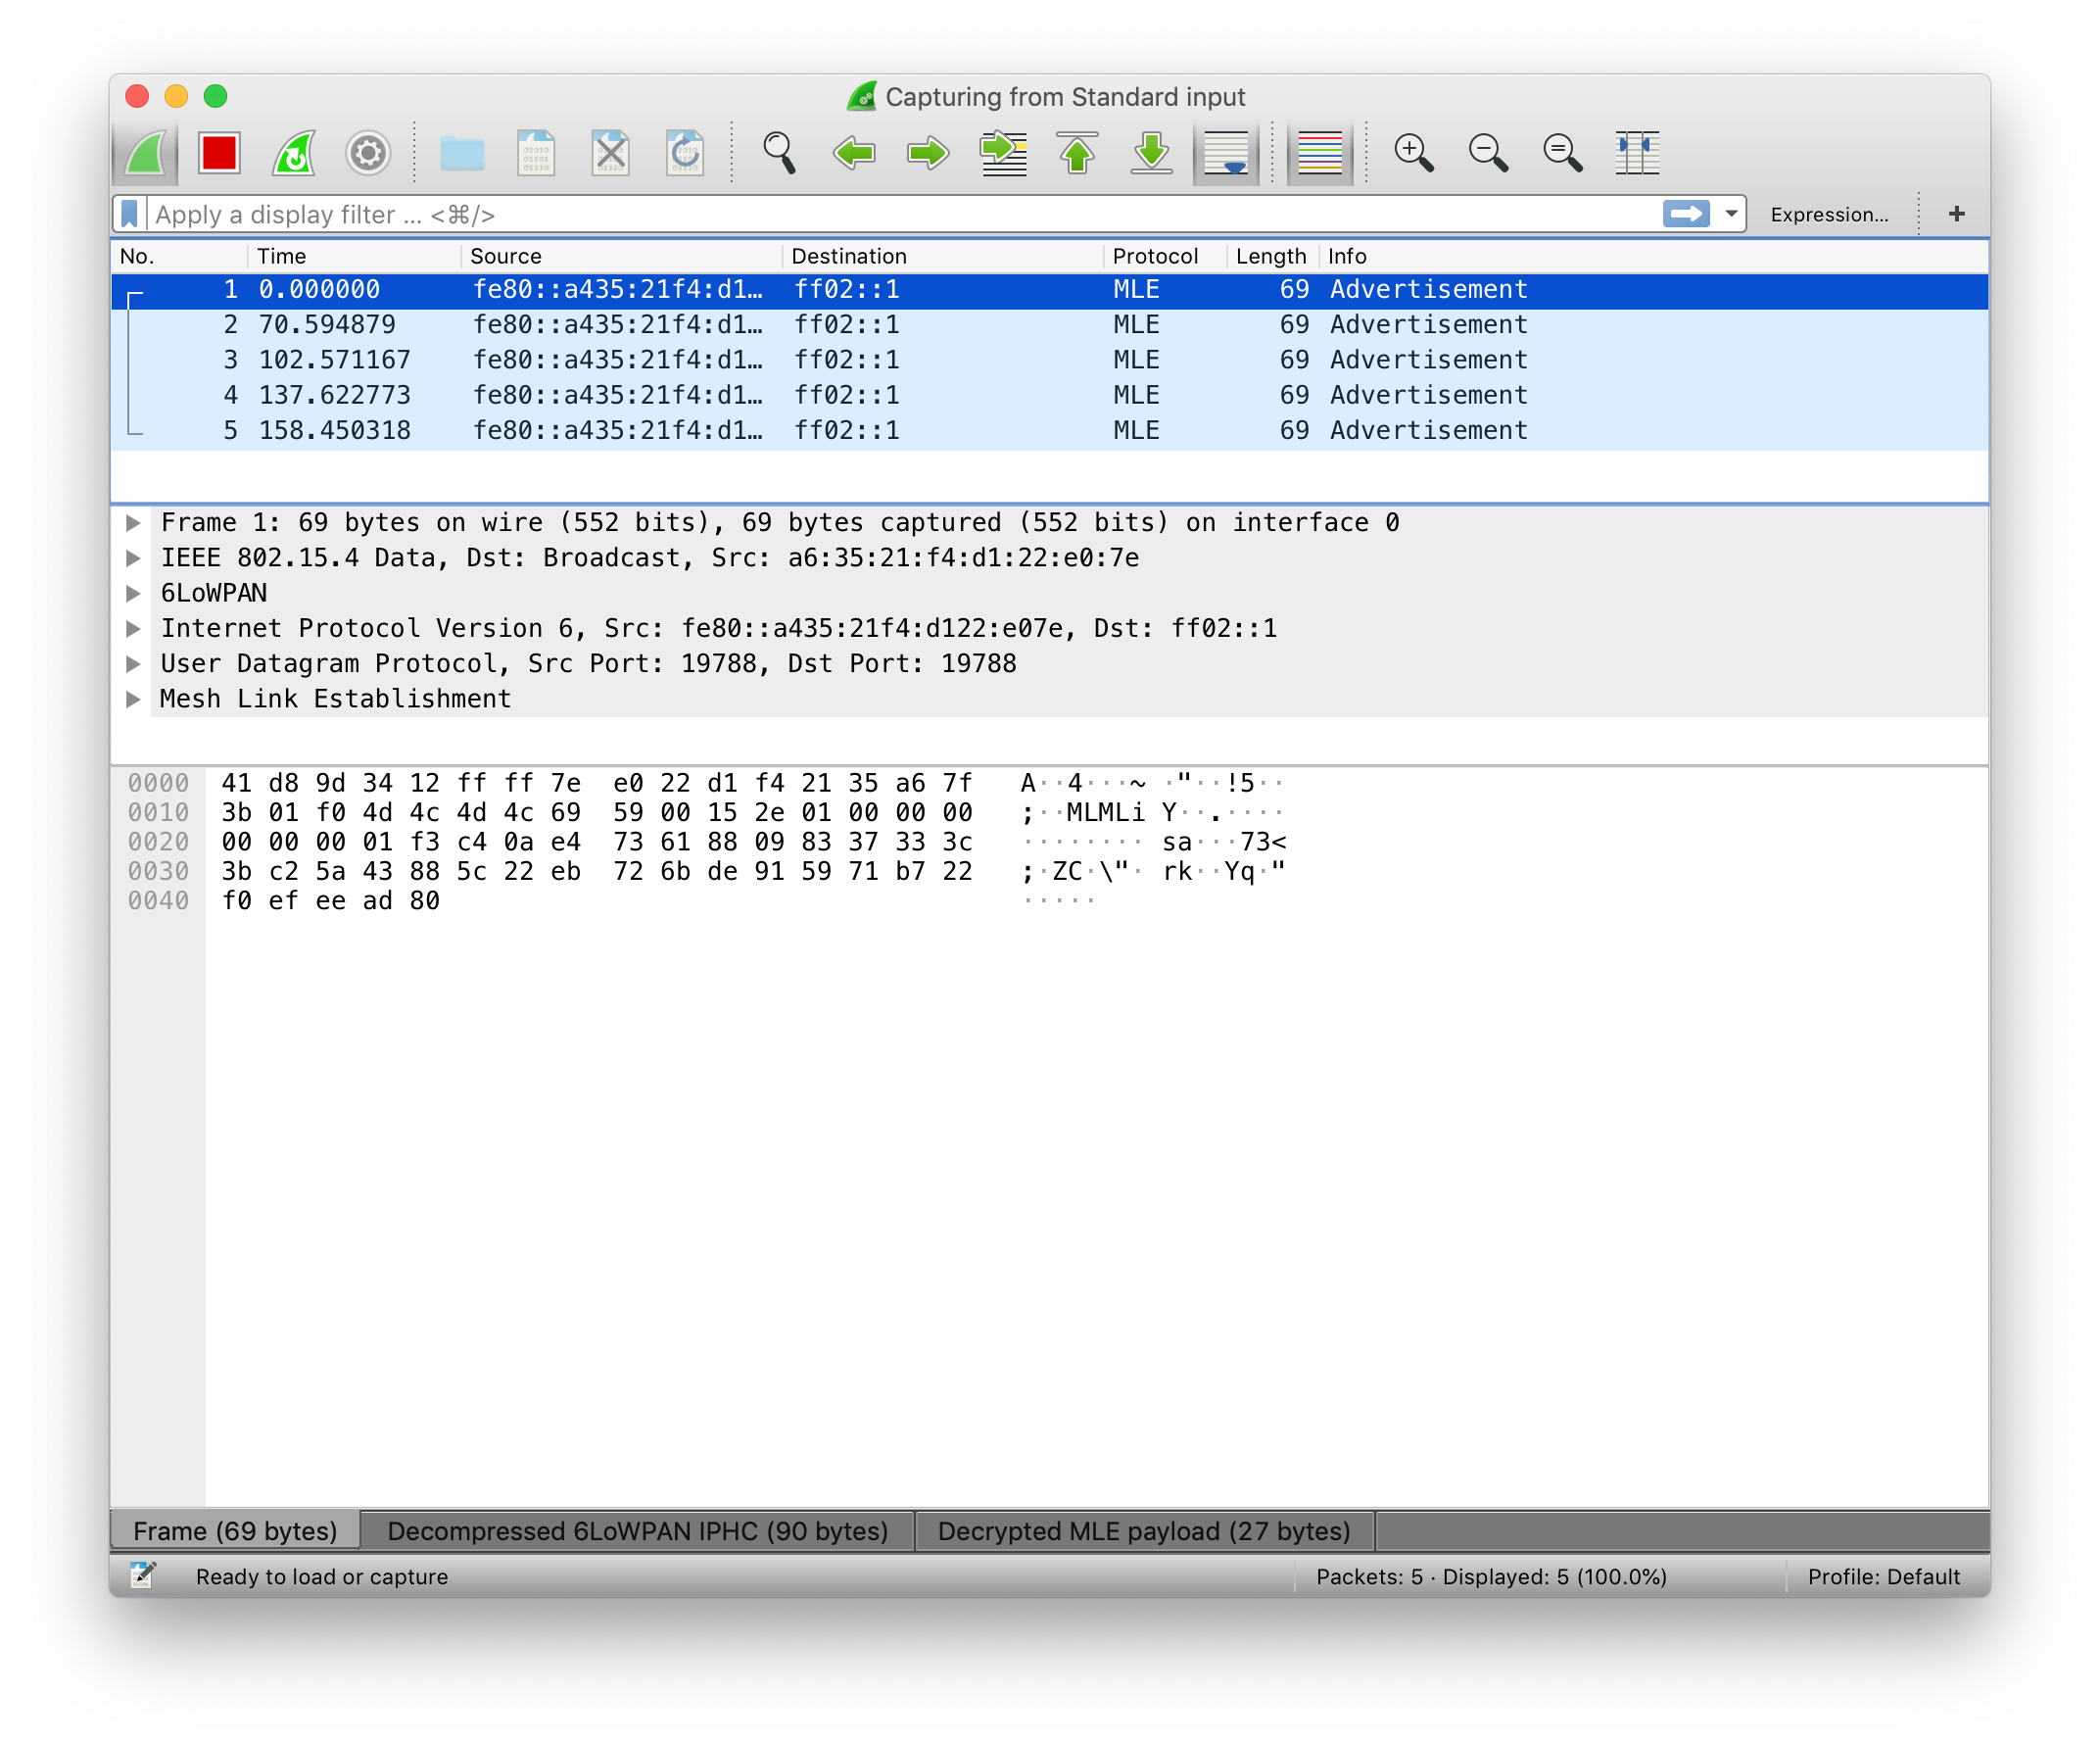 Capturing from Standard input
Apply a display filter ... <⌘/>
Expression...
+
No. Time Source Destination Protocol Length Info
1 0.000000 fe80::a435:21f4:d1… ff02::1 MLE 69 Advertisement
2 70.594879 fe80::a435:21f4:d1… ff02::1 MLE 69 Advertisement
3 102.571167 fe80::a435:21f4:d1… ff02::1 MLE 69 Advertisement
4 137.622773 fe80::a435:21f4:d1… ff02::1 MLE 69 Advertisement
5 158.450318 fe80::a435:21f4:d1… ff02::1 MLE 69 Advertisement
Frame 1: 69 bytes on wire (552 bits), 69 bytes captured (552 bits) on interface 0
IEEE 802.15.4 Data, Dst: Broadcast, Src: a6:35:21:f4:d1:22:e0:7e
6LoWPAN
Internet Protocol Version 6, Src: fe80::a435:21f4:d122:e07e, Dst: ff02::1
User Datagram Protocol, Src Port: 19788, Dst Port: 19788
Mesh Link Establishment
0000 41 d8 9d 34 12 ff ff 7e e0 22 d1 f4 21 35 a6 7f A··4···~ ·"··!5··
0010 3b 01 f0 4d 4c 4d 4c 69 59 00 15 2e 01 00 00 00 ;··MLMLi Y··.····
0020 00 00 00 01 f3 c4 0a e4 73 61 88 09 83 37 33 3c ········ sa···73<
0030 3b c2 5a 43 88 5c 22 eb 72 6b de 91 59 71 b7 22 ;·ZC·\"· rk··Yq·"
0040 f0 ef ee ad 80 ·····
Frame (69 bytes) Decompressed 6LoWPAN IPHC (90 bytes) Decrypted MLE payload (27 bytes)
Ready to load or capture Packets: 5 · Displayed: 5 (100.0%) Profile: Default